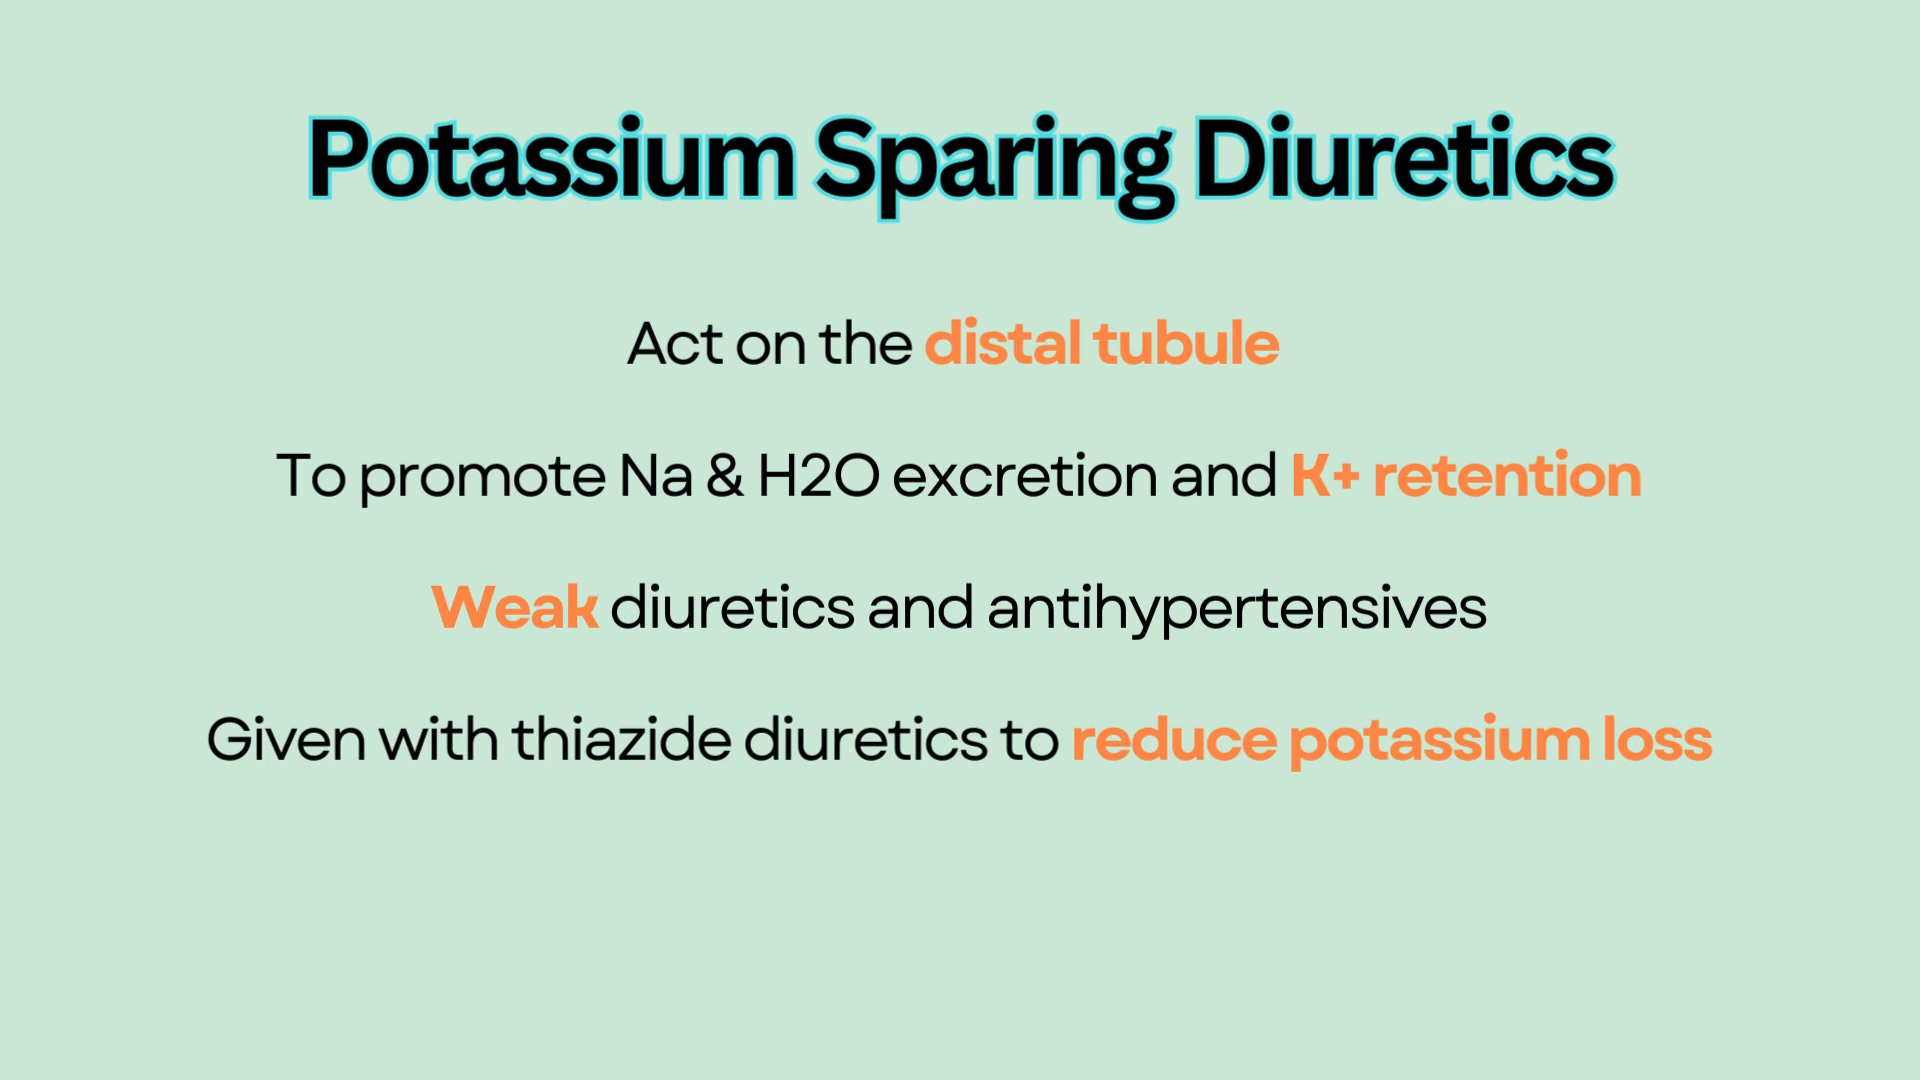 Potassium Sparing Diuretics
Act on the distal tubule
To promote Na & H2O excretion and K+ retention
Weak diuretics and antihypertensives
Given with thiazide diuretics to reduce potassium loss